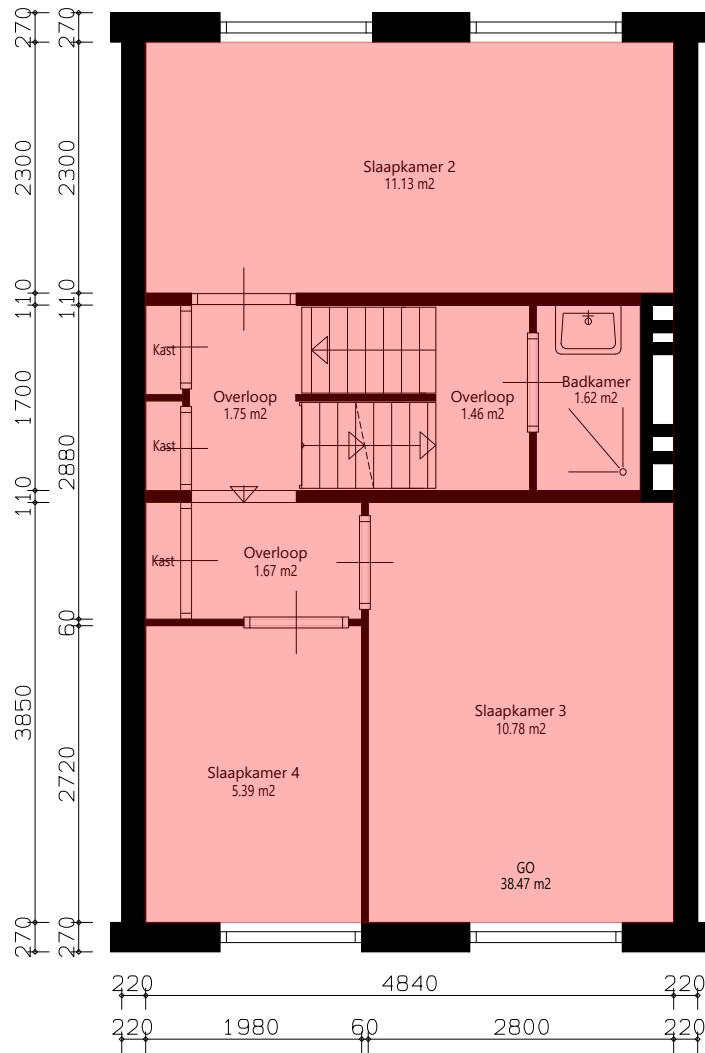 270
270
2300
2300
110
110
1700
2880
110
3850
60
2720
270
270
Slaapkamer 2
11.13 m2
Kast
Overloop
1.75 m2
Overloop
1.46 m2
Badkamer
1.62 m2
Kast
Kast
Overloop
1.67 m2
Slaapkamer 3
10.78 m2
Slaapkamer 4
5.39 m2
GO
38.47 m2
220 4840 220
220 1980 60 2800 220